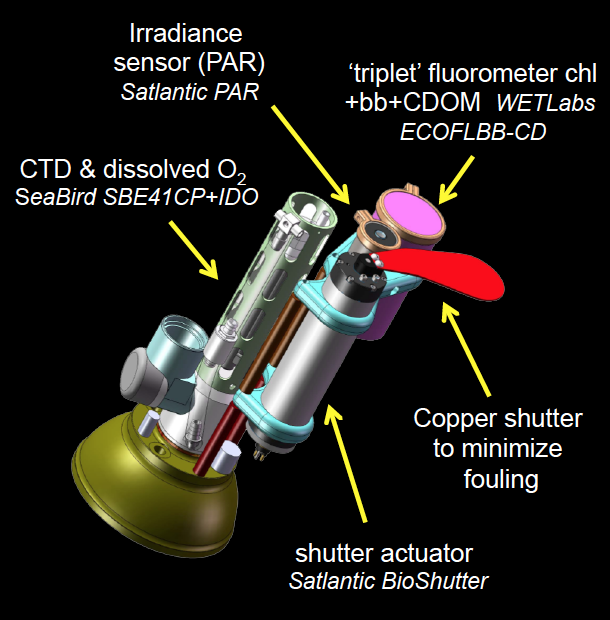 Irradiance
sensor (PAR)
Satlantic PAR
'triplet' fluorometer chl
+bb+CDOM WETLabs
ECOFLBB-CD
CTD & dissolved O2
SeaBird SBE41CP+IDO
Copper shutter
to minimize
fouling
shutter actuator
Satlantic BioShutter